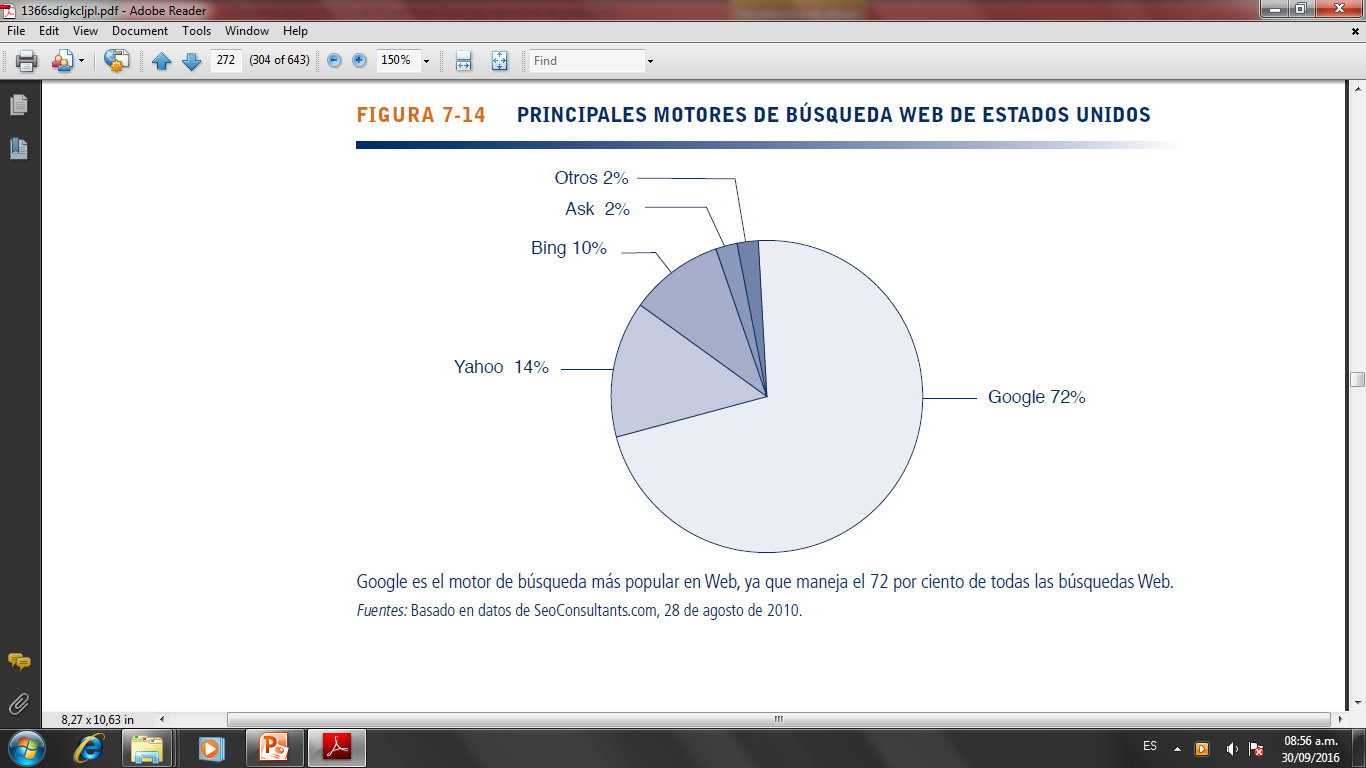 1366sdigkcljpl.pdf - Adobe Reader
File Edit View Document Tools Window Help
272 (304 of 643) 150% Find
FIGURA 7-14 PRINCIPALES MOTORES DE BÚSQUEDA WEB DE ESTADOS UNIDOS
Otros 2%
Ask 2%
Bing 10%
Yahoo 14%
Google 72%
Google es el motor de búsqueda más popular en Web, ya que maneja el 72 por ciento de todas las búsquedas Web.
Fuentes: Basado en datos de SeoConsultants.com, 28 de agosto de 2010.
8,27 x 10,63 in
ES
08:56 a.m.
30/09/2016